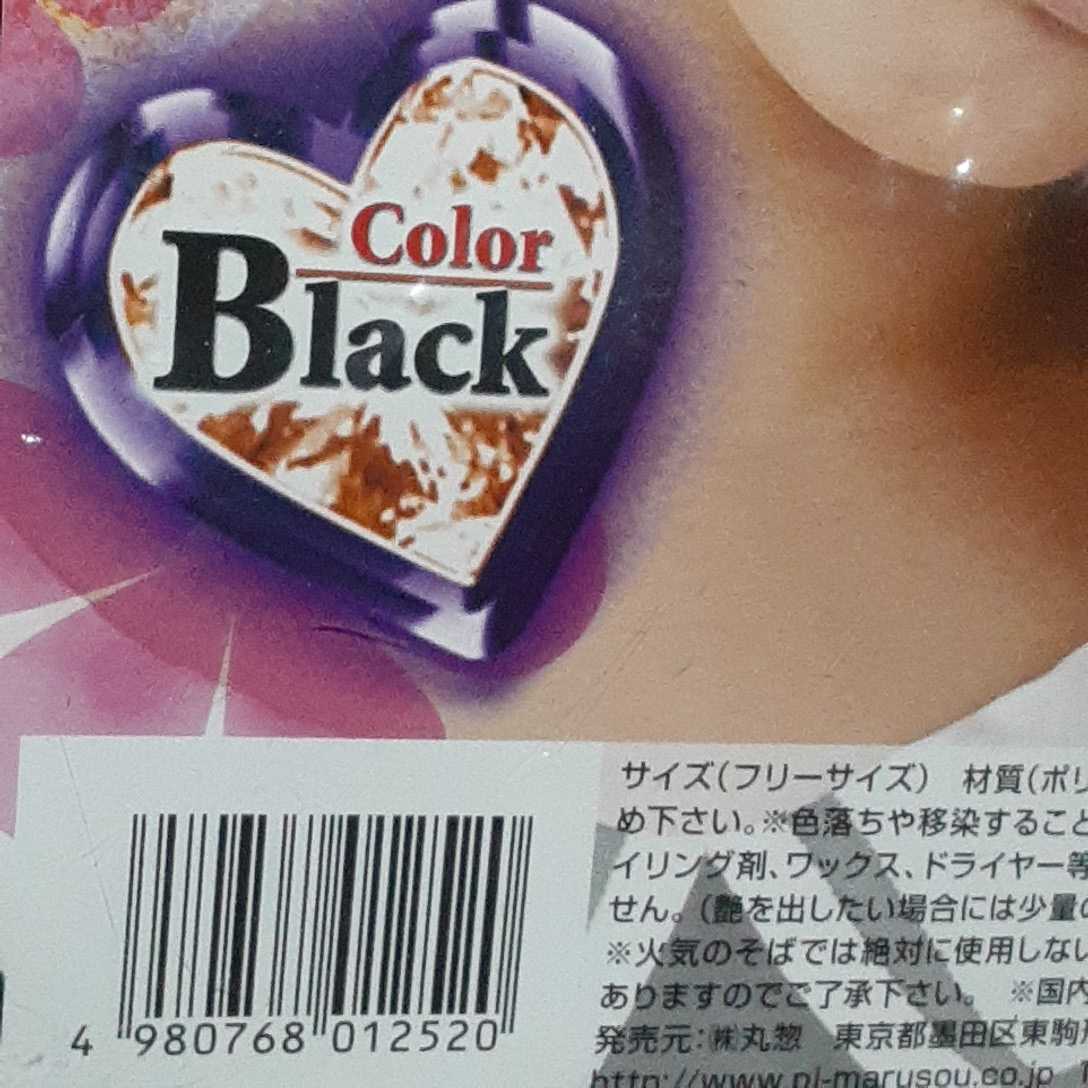 Color
Black
サイズ(フリーサイズ) 材質(ポリ
め下さい。※色落ちや移染すること
イリング剤、ワックス、ドライヤー等
せん。(艶を出したい場合には少量の
※火気のそばでは絶対に使用しない
ありますのでご了承下さい。 ※国内
発売元:㈱丸惣 東京都墨田区東駒
http://www.pl-marusou.co.jp
4 980768 012520